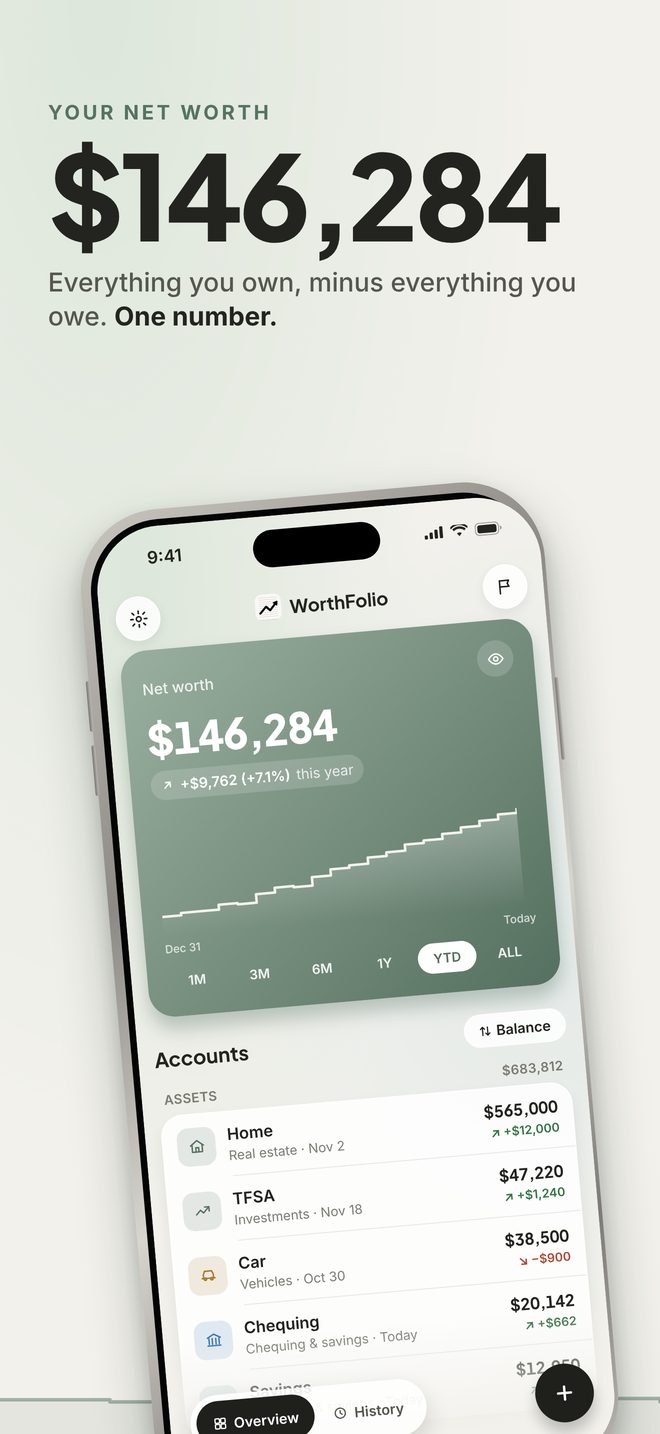 YOUR NET WORTH
$146,284
Everything you own, minus everything you
owe. One number.
9:41
WorthFolio
Net worth
$146,284
+$9,762 (+7.1%) this year
Dec 31
Today
1M 3M 6M 1Y YTD ALL
Accounts
Balance
ASSETS
$683,812
Home
$565,000
Real estate · Nov 2
+$12,000
TFSA
$47,220
Investments · Nov 18
+$1,240
Car
$38,500
Vehicles · Oct 30
−$900
Chequing
$20,142
Chequing & savings · Today
+$662
Savings
Today
Overview
History